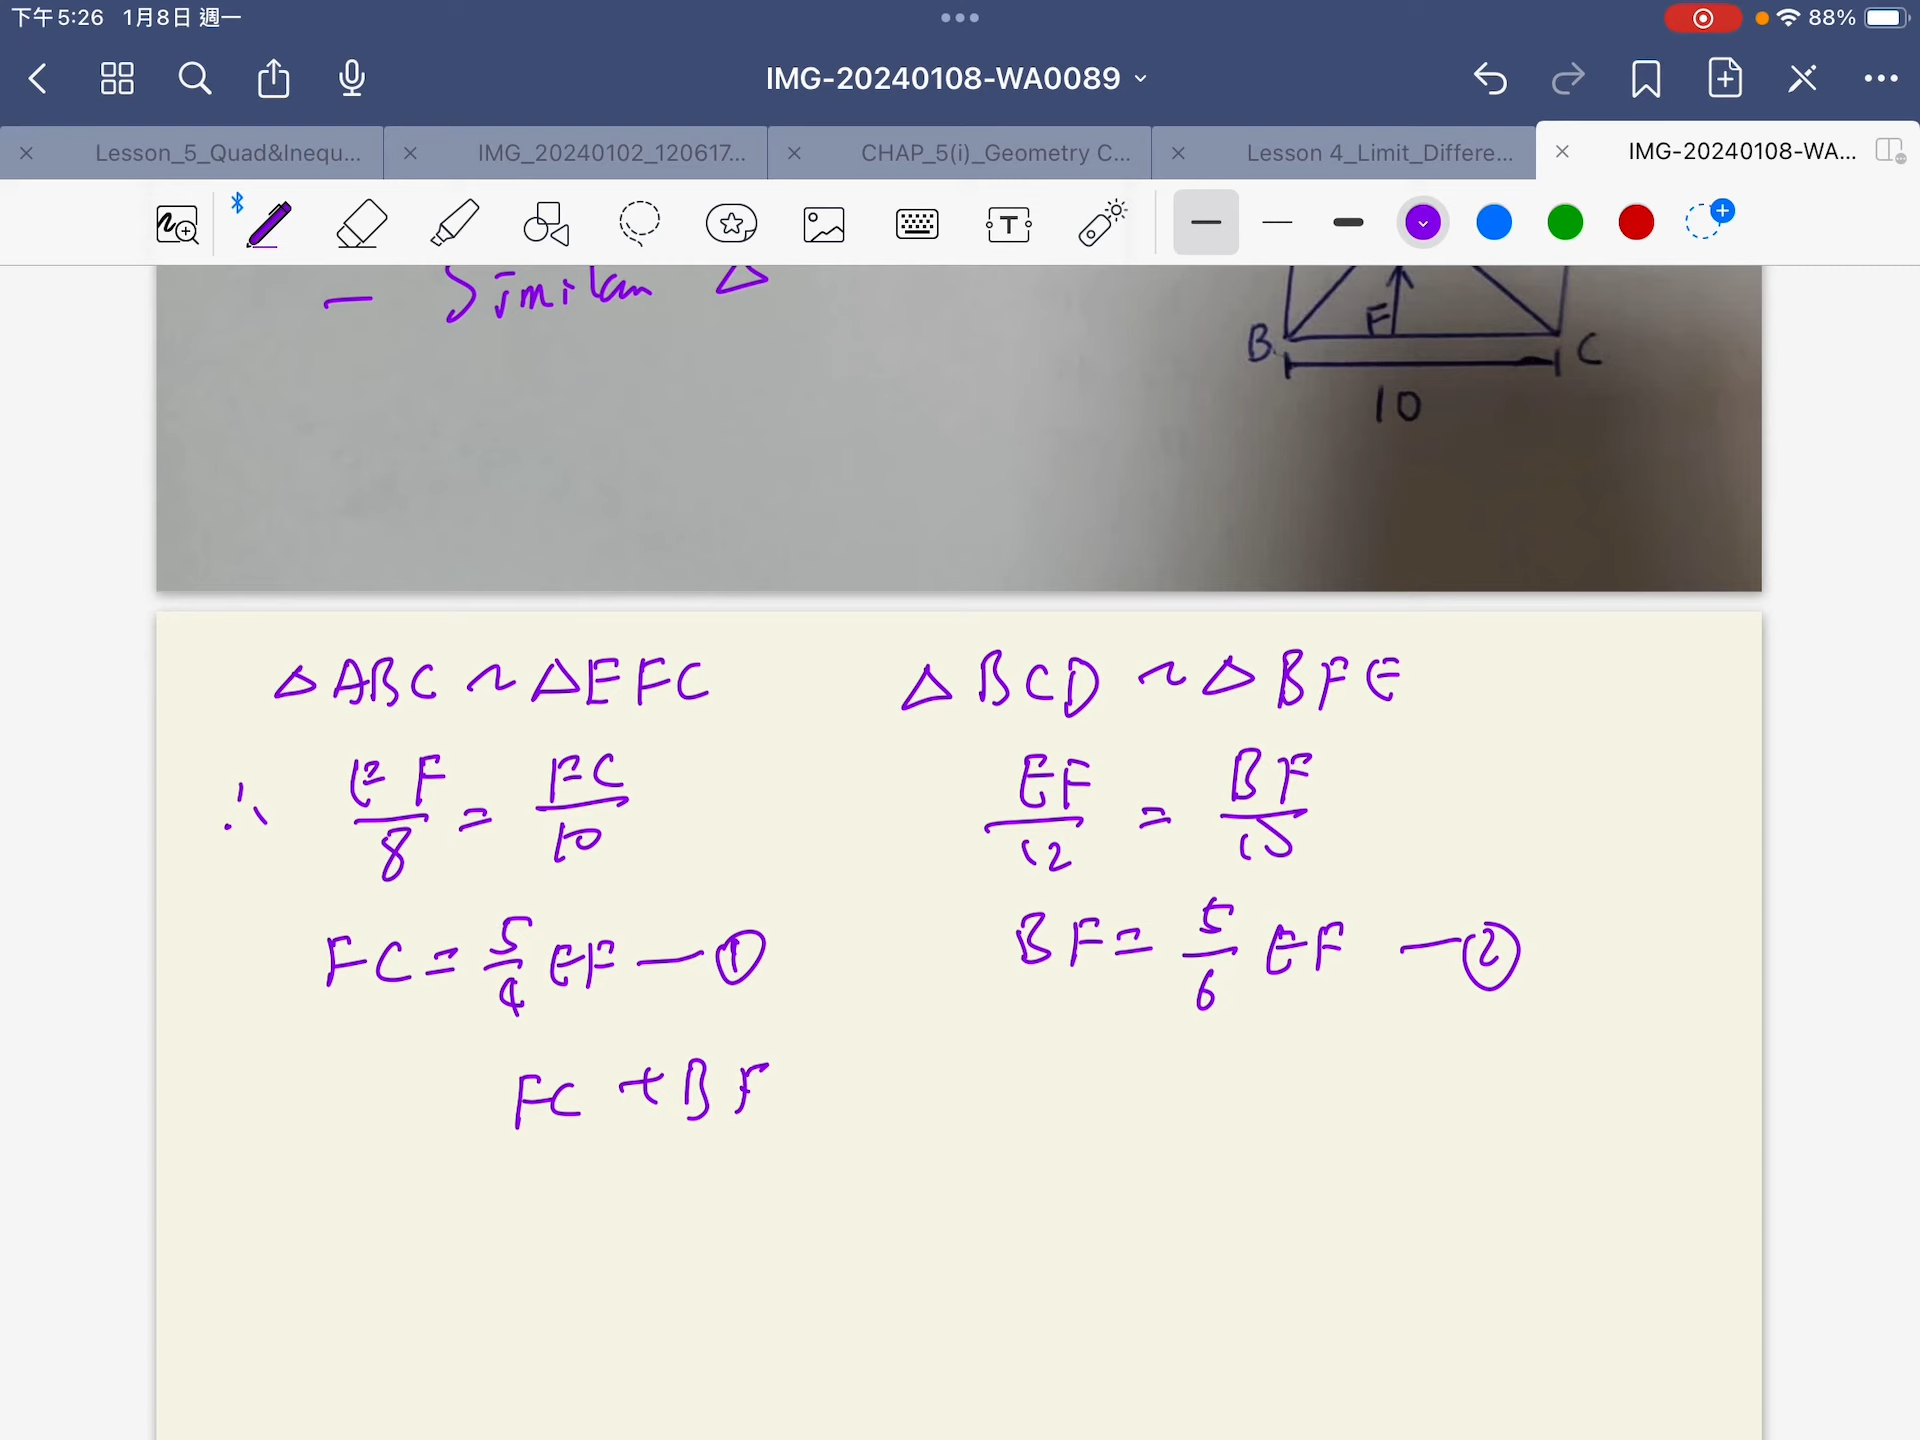 下午5:26 1月8日 週一
88%
IMG-20240108-WA0089
Lesson_5_Quad&Inequ...
IMG_20240102_120617...
CHAP_5(i)_Geometry C...
Lesson 4_Limit_Differe...
IMG-20240108-WA...
— Similar Δ
F
B C
10
△ABC ~ △EFC
△BCD ~ △BFE
∴ EF/8 = FC/10
EF/12 = BF/10
FC = 5/4 EF — ①
BF = 5/6 EF — ②
FC + BF